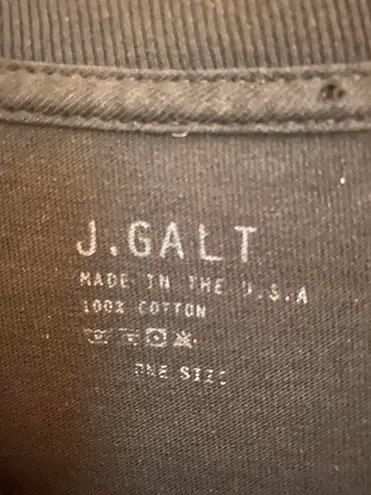 J.GALT
MADE IN THE U.S.A
100% COTTON
ONE SIZE